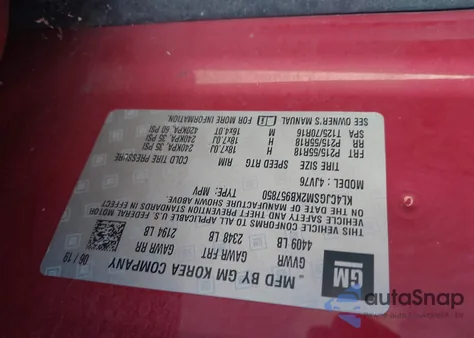 GM
MFD BY GM KOREA COMPANY
06 / 19
GVWR GAWR FRT GAWR RR
4409 LB 2348 LB 2194 LB
THIS VEHICLE CONFORMS TO ALL APPLICABLE U.S. FEDERAL MOTOR
VEHICLE SAFETY AND THEFT PREVENTION STANDARDS IN EFFECT
ON THE DATE OF MANUFACTURE SHOWN ABOVE.
KL4CJGSM2KB957850 TYPE: MPV
MODEL: 4JV76
TIRE SIZE SPEED RTG RIM COLD TIRE PRESSURE
FRT P215/55R18 H 18x7.0J 240KPA, 35 PSI
RR P215/55R18 H 18x7.0J 240KPA, 35 PSI
SPA T125/70R16 M 16x4.0T 420KPA, 60 PSI
SEE OWNER'S MANUAL FOR MORE INFORMATION.
autoSnap